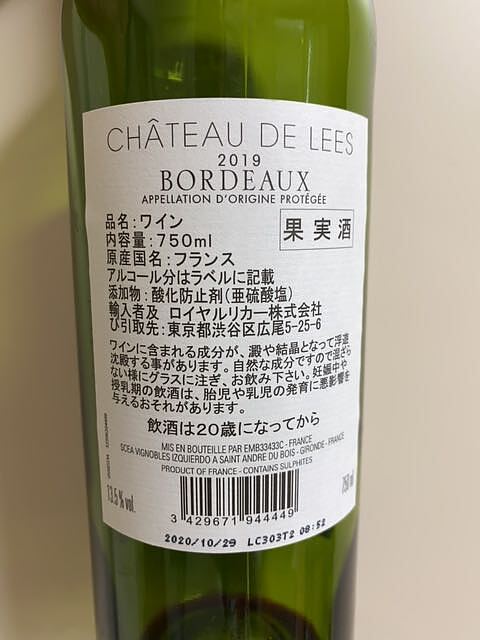 CHÂTEAU DE LEES
2019
BORDEAUX
APPELLATION D'ORIGINE PROTÉGÉE
品名:ワイン
果実酒
内容量:750ml
原産国名:フランス
アルコール分はラベルに記載
添加物:酸化防止剤(亜硫酸塩)
輸入者及 ロイヤルリカー株式会社
び引取先:東京都渋谷区広尾5-25-6
ワインに含まれる成分が、澱や結晶となって浮遊、
沈殿する事があります。自然な成分ですので混ざら
ない様にグラスに注ぎ、お飲み下さい。妊娠中や
授乳期の飲酒は、胎児や乳児の発育に悪影響を
与えるおそれがあります。
飲酒は20歳になってから
MIS EN BOUTEILLE PAR EMB33433C - FRANCE
SCEA VIGNOBLES IZQUIERDO A SAINT ANDRE DU BOIS - GIRONDE - FRANCE
PRODUCT OF FRANCE - CONTAINS SULPHITES
13.5 % vol.
750 ml
3 429671 944449
2020/10/29 LC303T2 08:52